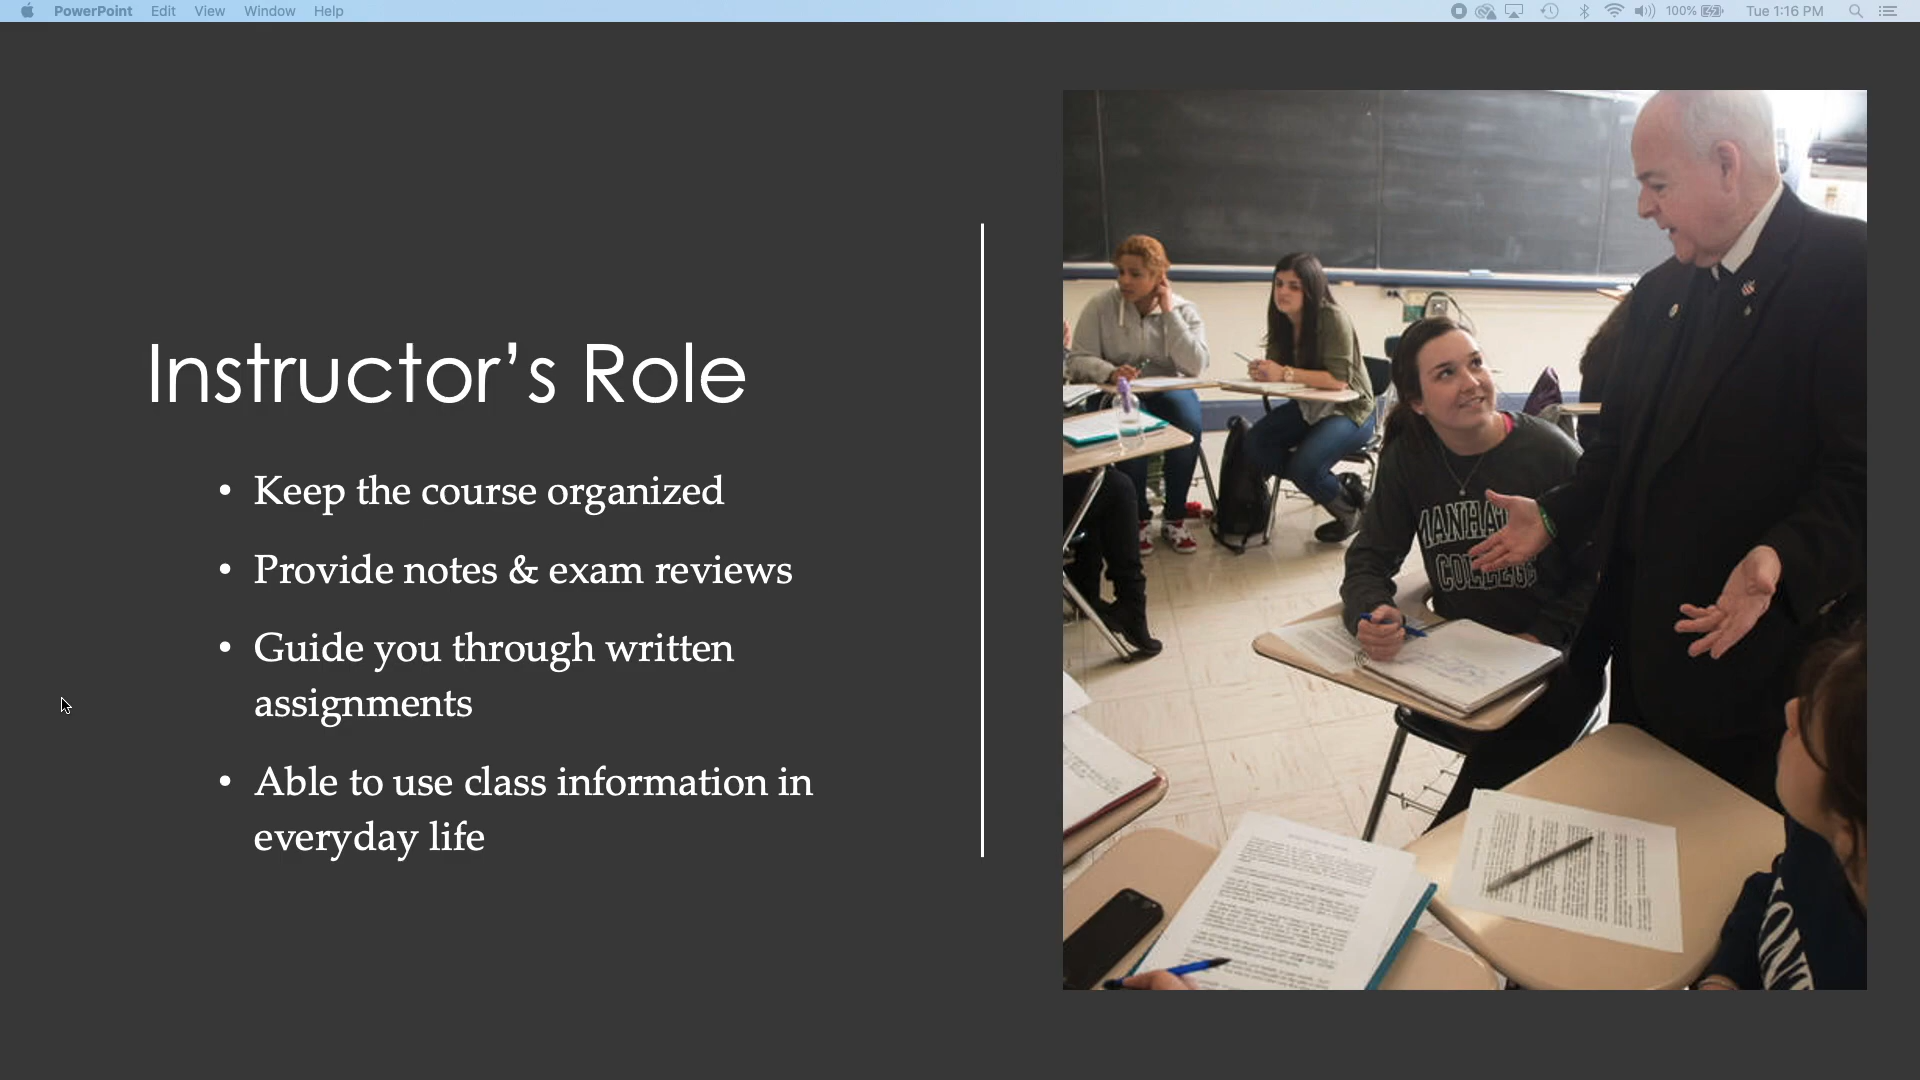 PowerPoint Edit View Window Help 100% Tue 1:16 PM
Instructor’s Role
• Keep the course organized
• Provide notes & exam reviews
• Guide you through written
assignments
• Able to use class information in
everyday life
COLLEGE